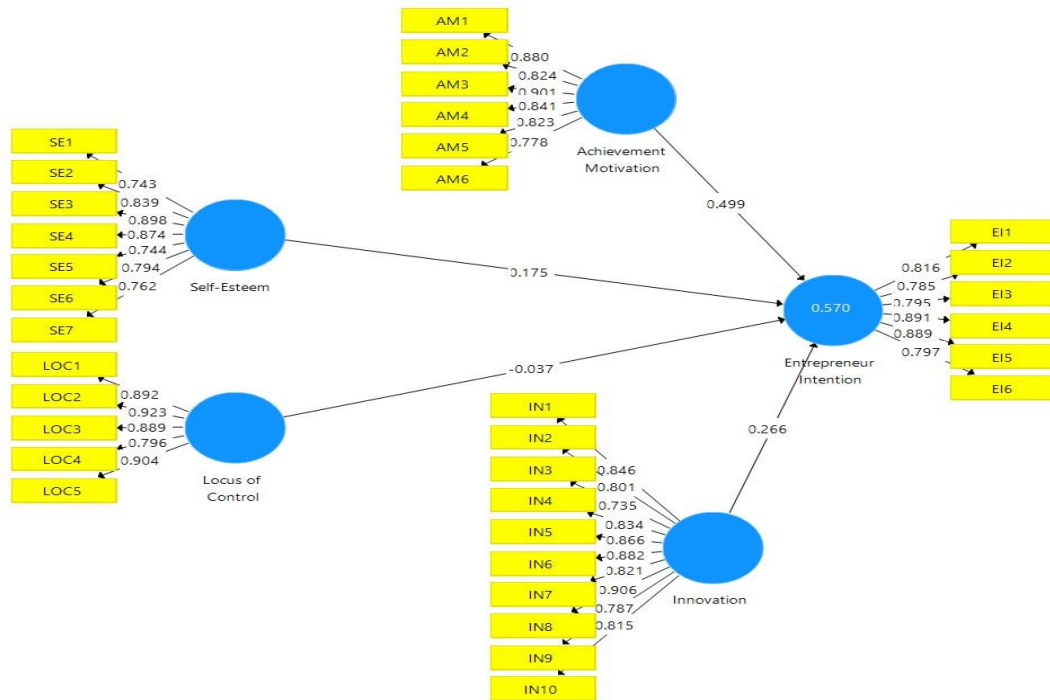 AM1
AM2
AM3
AM4
AM5
AM6
0.880
0.824
0.901
0.841
0.823
0.778
Achievement
Motivation
SE1
SE2
SE3
SE4
SE5
SE6
SE7
0.743
0.839
0.898
0.874
0.744
0.794
0.762
Self-Esteem
LOC1
LOC2
LOC3
LOC4
LOC5
0.892
0.923
0.889
0.796
0.904
Locus of
Control
0.499
0.175
-0.037
0.266
0.570
Entrepreneur
Intention
EI1
EI2
EI3
EI4
EI5
EI6
0.816
0.785
0.795
0.891
0.889
0.797
IN1
IN2
IN3
IN4
IN5
IN6
IN7
IN8
IN9
IN10
0.846
0.801
0.735
0.834
0.866
0.882
0.821
0.906
0.787
0.815
Innovation